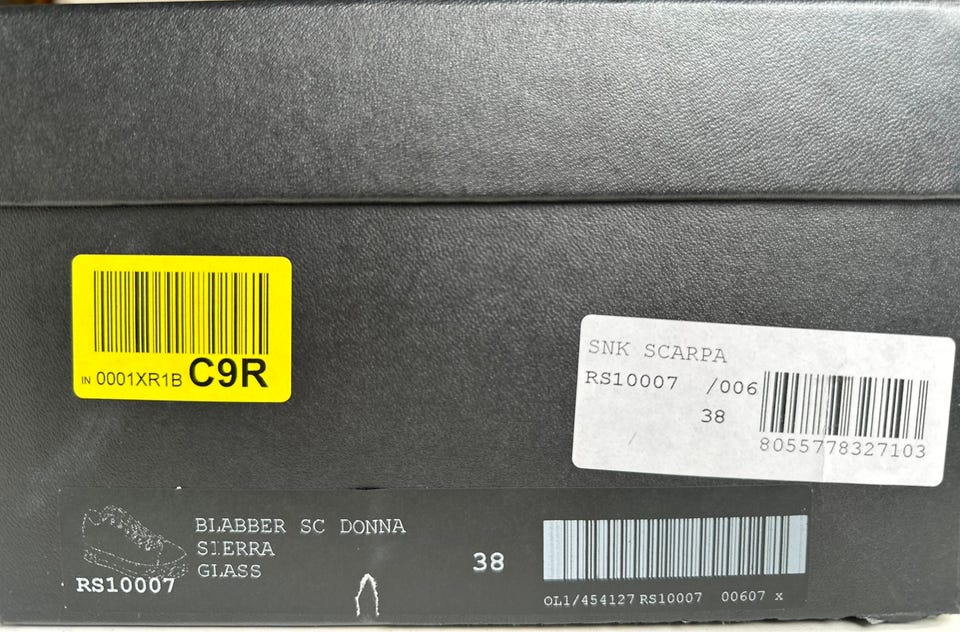 IN 0001XR1B C9R
SNK SCARPA
RS10007 /006
38
8055778327103
BLABBER SC DONNA
SIERRA
GLASS
RS10007
38
OL1/454127 RS10007 00607 x